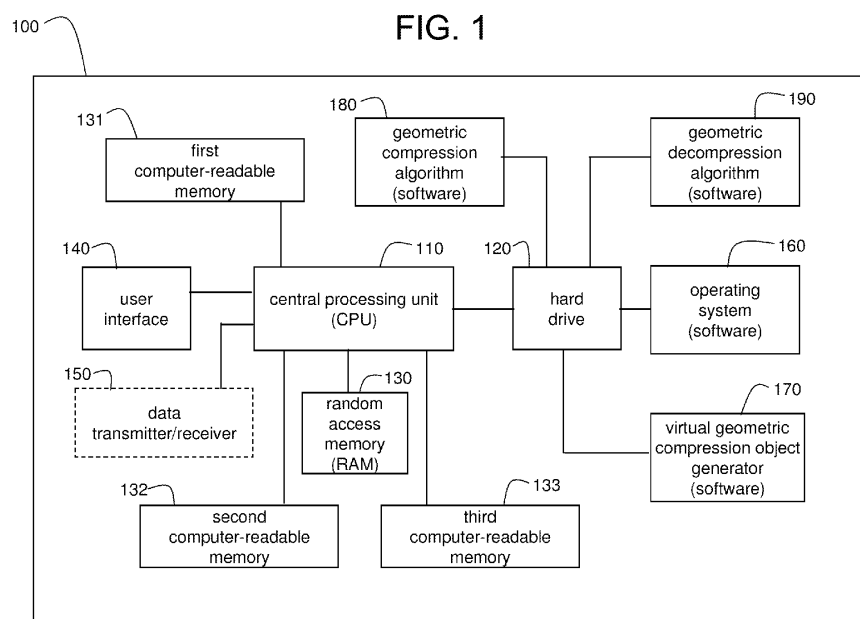 FIG. 1
100
131
first
computer-readable
memory
180
geometric
compression
algorithm
(software)
190
geometric
decompression
algorithm
(software)
140
user
interface
110
central processing unit
(CPU)
120
hard
drive
160
operating
system
(software)
150
data
transmitter/receiver
130
random
access
memory
(RAM)
170
virtual geometric
compression object
generator
(software)
132
second
computer-readable
memory
133
third
computer-readable
memory